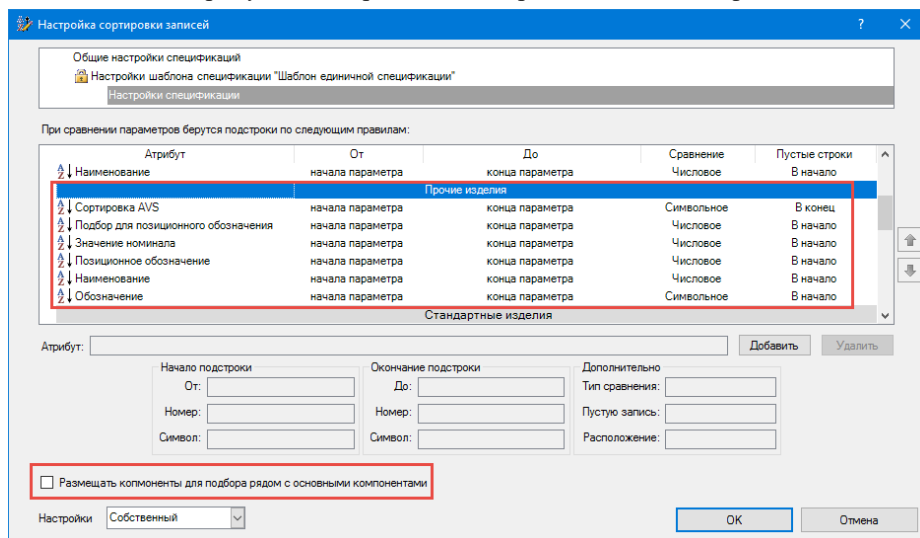 Настройка сортировки записей
Общие настройки спецификаций
Настройки шаблона спецификации "Шаблон единичной спецификации"
Настройки спецификации
При сравнении параметров берутся подстроки по следующим правилам:
Атрибут От До Сравнение Пустые строки
Наименование начала параметра конца параметра Числовое В начало
Прочие изделия
Сортировка AVS начала параметра конца параметра Символьное В конец
Подбор для позиционного обозначения начала параметра конца параметра Числовое В начало
Значение номинала начала параметра конца параметра Числовое В начало
Позиционное обозначение начала параметра конца параметра Числовое В начало
Наименование начала параметра конца параметра Числовое В начало
Обозначение начала параметра конца параметра Символьное В начало
Стандартные изделия
Атрибут: Добавить Удалить
Начало подстроки Окончание подстроки Дополнительно
От: До: Тип сравнения:
Номер: Номер: Пустую запись:
Символ: Символ: Расположение:
Размещать копмоненты для подбора рядом с основными компонентами
Настройки Собственный OK Отмена